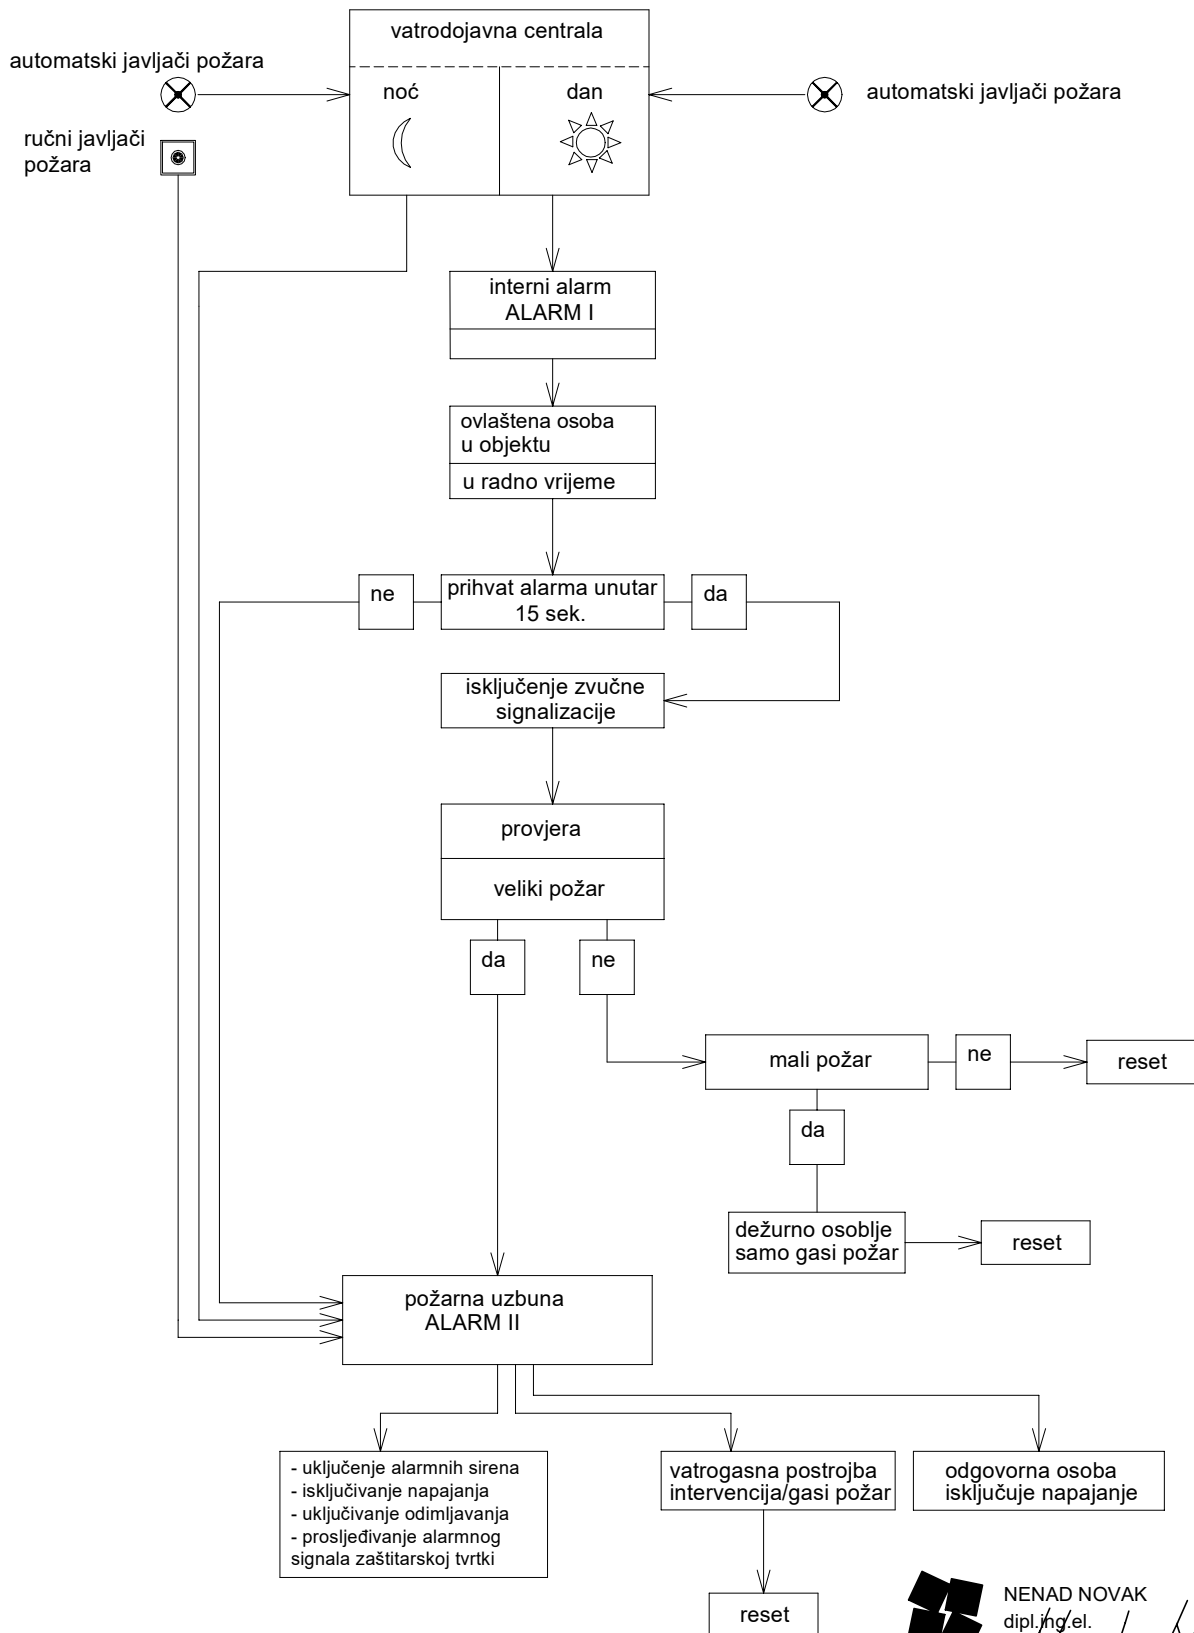 vatrodojavna centrala
automatski javljači požara
noć
dan
automatski javljači požara
ručni javljači
požara
interni alarm
ALARM I
ovlaštena osoba
u objektu
u radno vrijeme
ne
prihvat alarma unutar
15 sek.
da
isključenje zvučne
signalizacije
provjera
veliki požar
da
ne
mali požar
ne
reset
da
dežurno osoblje
samo gasi požar
reset
požarna uzbuna
ALARM II
- uključenje alarmnih sirena
- isključivanje napajanja
- uključivanje odimljavanja
- prosljeđivanje alarmnog
signala zaštitarskoj tvrtki
vatrogasna postrojba
intervencija/gasi požar
odgovorna osoba
isključuje napajanje
reset
NENAD NOVAK
dipl.ing.el.